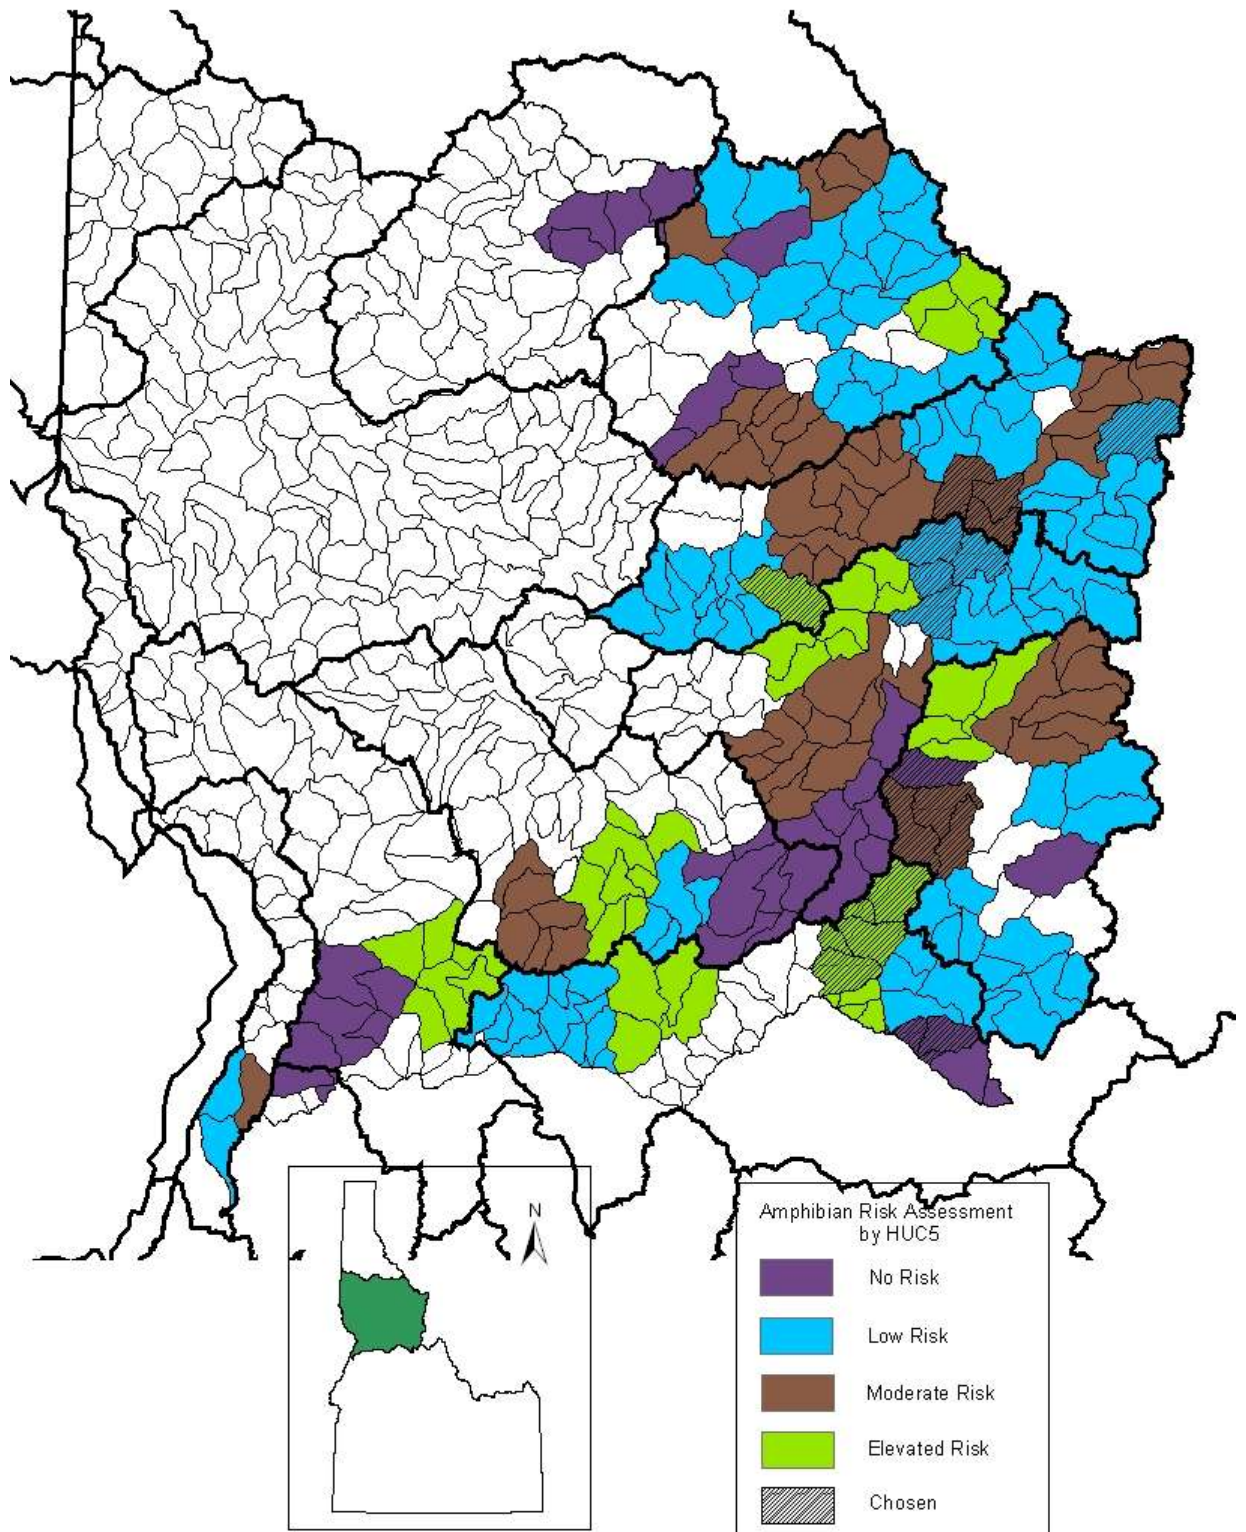 N
Amphibian Risk Assessment
by HUC5
No Risk
Low Risk
Moderate Risk
Elevated Risk
Chosen